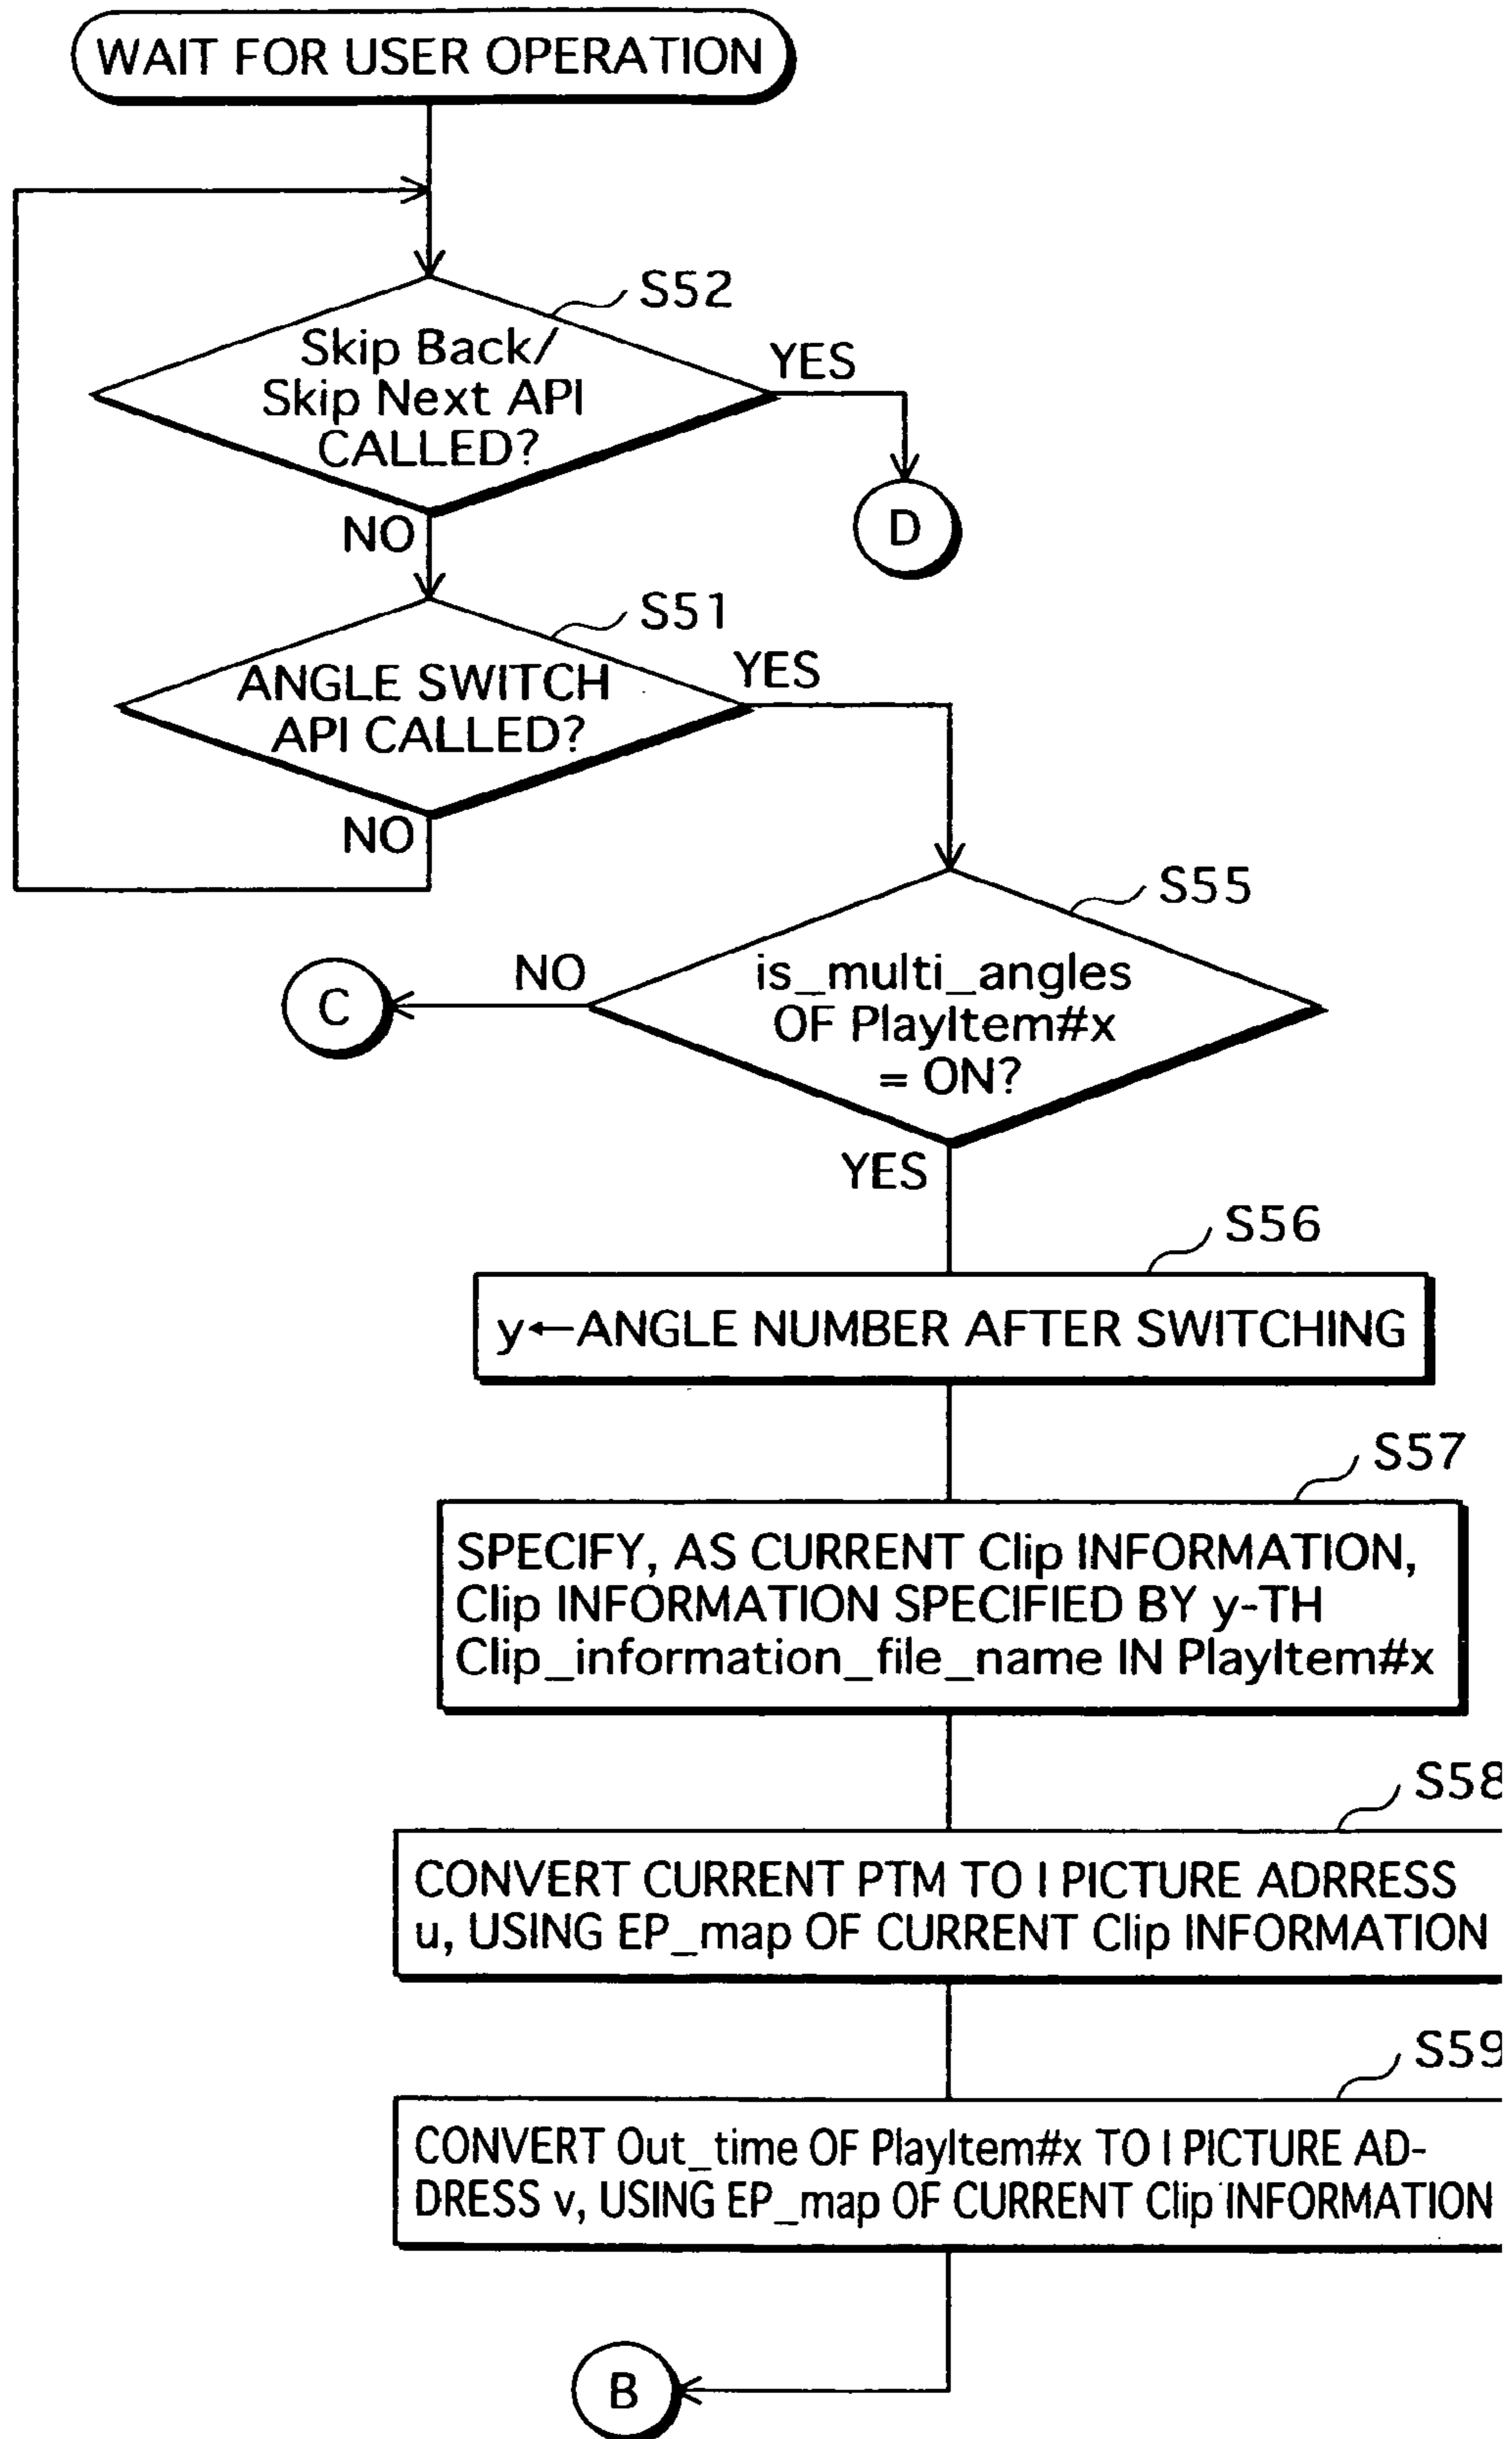 WAIT FOR USER OPERATION
S52
Skip Back/
Skip Next API
CALLED?
YES
D
NO
S51
ANGLE SWITCH
API CALLED?
YES
NO
S55
is_multi_angles
OF PlayItem#x
= ON?
NO
C
YES
S56
y←ANGLE NUMBER AFTER SWITCHING
S57
SPECIFY, AS CURRENT Clip INFORMATION,
Clip INFORMATION SPECIFIED BY y-TH
Clip_information_file_name IN PlayItem#x
S58
CONVERT CURRENT PTM TO I PICTURE ADRRESS
u, USING EP_map OF CURRENT Clip INFORMATION
S59
CONVERT Out_time OF PlayItem#x TO I PICTURE AD-
DRESS v, USING EP_map OF CURRENT Clip INFORMATION
B